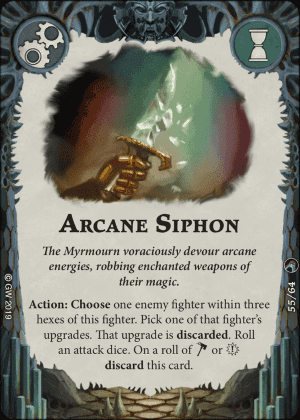 Arcane Siphon
The Myrmourn voraciously devour arcane
energies, robbing enchanted weapons of
their magic.
Action: Choose one enemy fighter within three
hexes of this fighter. Pick one of that fighter's
upgrades. That upgrade is discarded. Roll
an attack dice. On a roll of or
discard this card.
© GW 2019
55/64